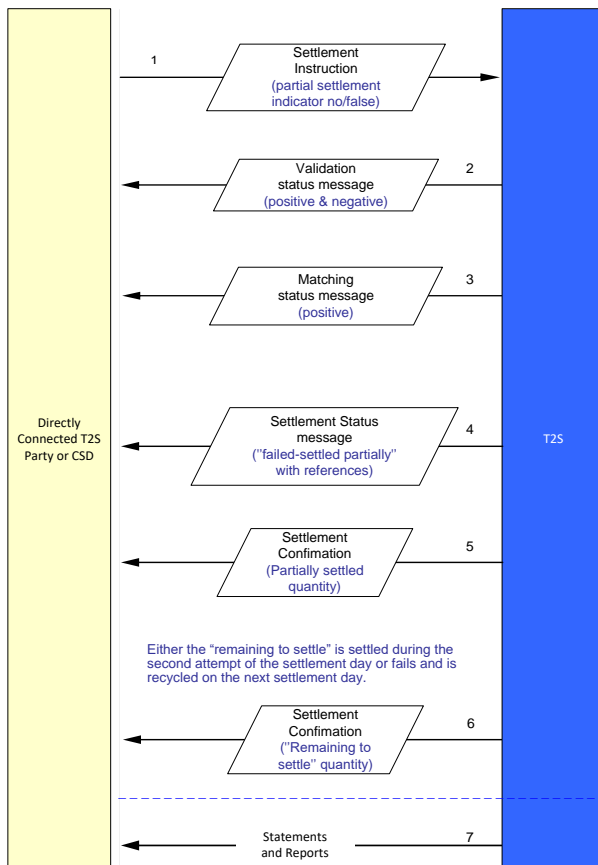 1
Settlement
Instruction
(partial settlement
indicator no/false)
Validation
status message
(positive & negative)
2
Matching
status message
(positive)
3
Directly
Connected T2S
Party or CSD
Settlement Status
message
("failed-settled partially"
with references)
4
T2S
Settlement
Confimation
(Partially settled
quantity)
5
Either the “remaining to settle” is settled during the
second attempt of the settlement day or fails and is
recycled on the next settlement day.
Settlement
Confimation
("Remaining to
settle" quantity)
6
Statements
and Reports
7